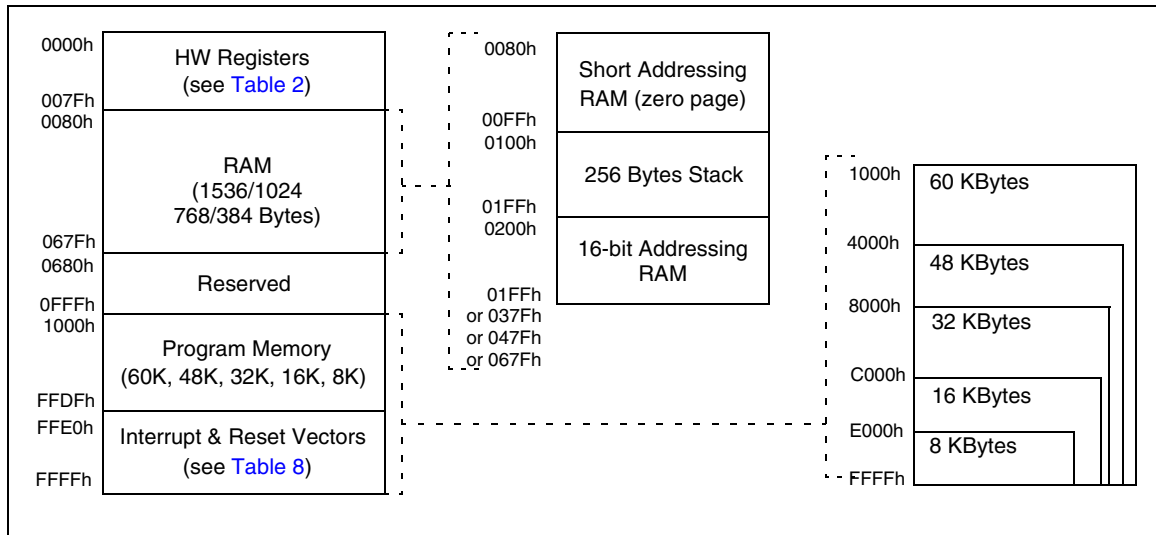 0000h
HW Registers
(see Table 2)
007Fh
0080h
RAM
(1536/1024
768/384 Bytes)
067Fh
0680h
Reserved
0FFFh
1000h
Program Memory
(60K, 48K, 32K, 16K, 8K)
FFDFh
FFE0h
Interrupt & Reset Vectors
(see Table 8)
FFFFh
0080h
Short Addressing
RAM (zero page)
00FFh
0100h
256 Bytes Stack
01FFh
0200h
16-bit Addressing
RAM
01FFh
or 037Fh
or 047Fh
or 067Fh
1000h
60 KBytes
4000h
48 KBytes
8000h
32 KBytes
C000h
16 KBytes
E000h
8 KBytes
FFFFh